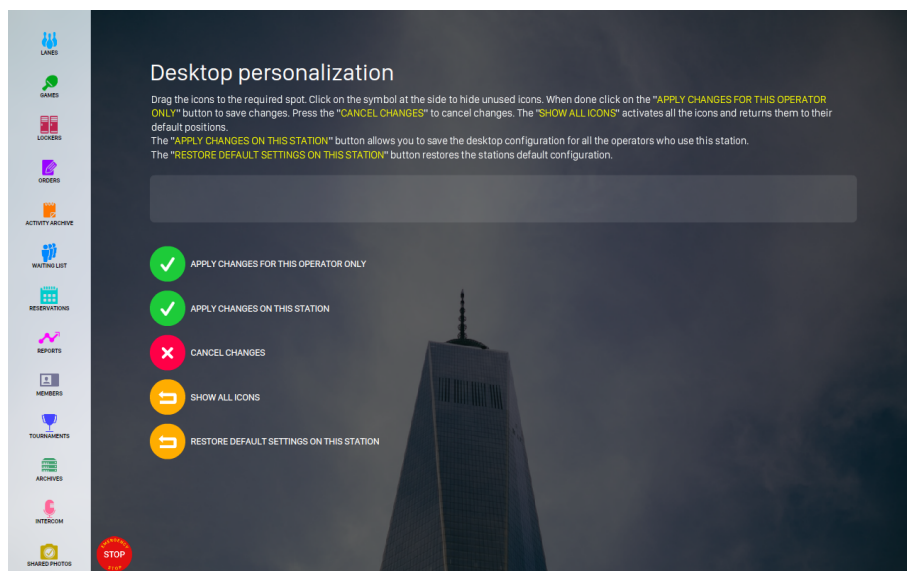 LANES
GAMES
LOCKERS
ORDERS
ACTIVITY ARCHIVE
WAITING LIST
RESERVATIONS
REPORTS
MEMBERS
TOURNAMENTS
ARCHIVES
INTERCOM
SHARED PHOTOS
Desktop personalization
Drag the icons to the required spot. Click on the symbol at the side to hide unused icons. When done click on the "APPLY CHANGES FOR THIS OPERATOR
ONLY" button to save changes. Press the "CANCEL CHANGES" to cancel changes. The "SHOW ALL ICONS" activates all the icons and returns them to their
default positions.
The "APPLY CHANGES ON THIS STATION" button allows you to save the desktop configuration for all the operators who use this station.
The "RESTORE DEFAULT SETTINGS ON THIS STATION" button restores the stations default configuration.
APPLY CHANGES FOR THIS OPERATOR ONLY
APPLY CHANGES ON THIS STATION
CANCEL CHANGES
SHOW ALL ICONS
RESTORE DEFAULT SETTINGS ON THIS STATION
EMERGENCY
STOP
STOP